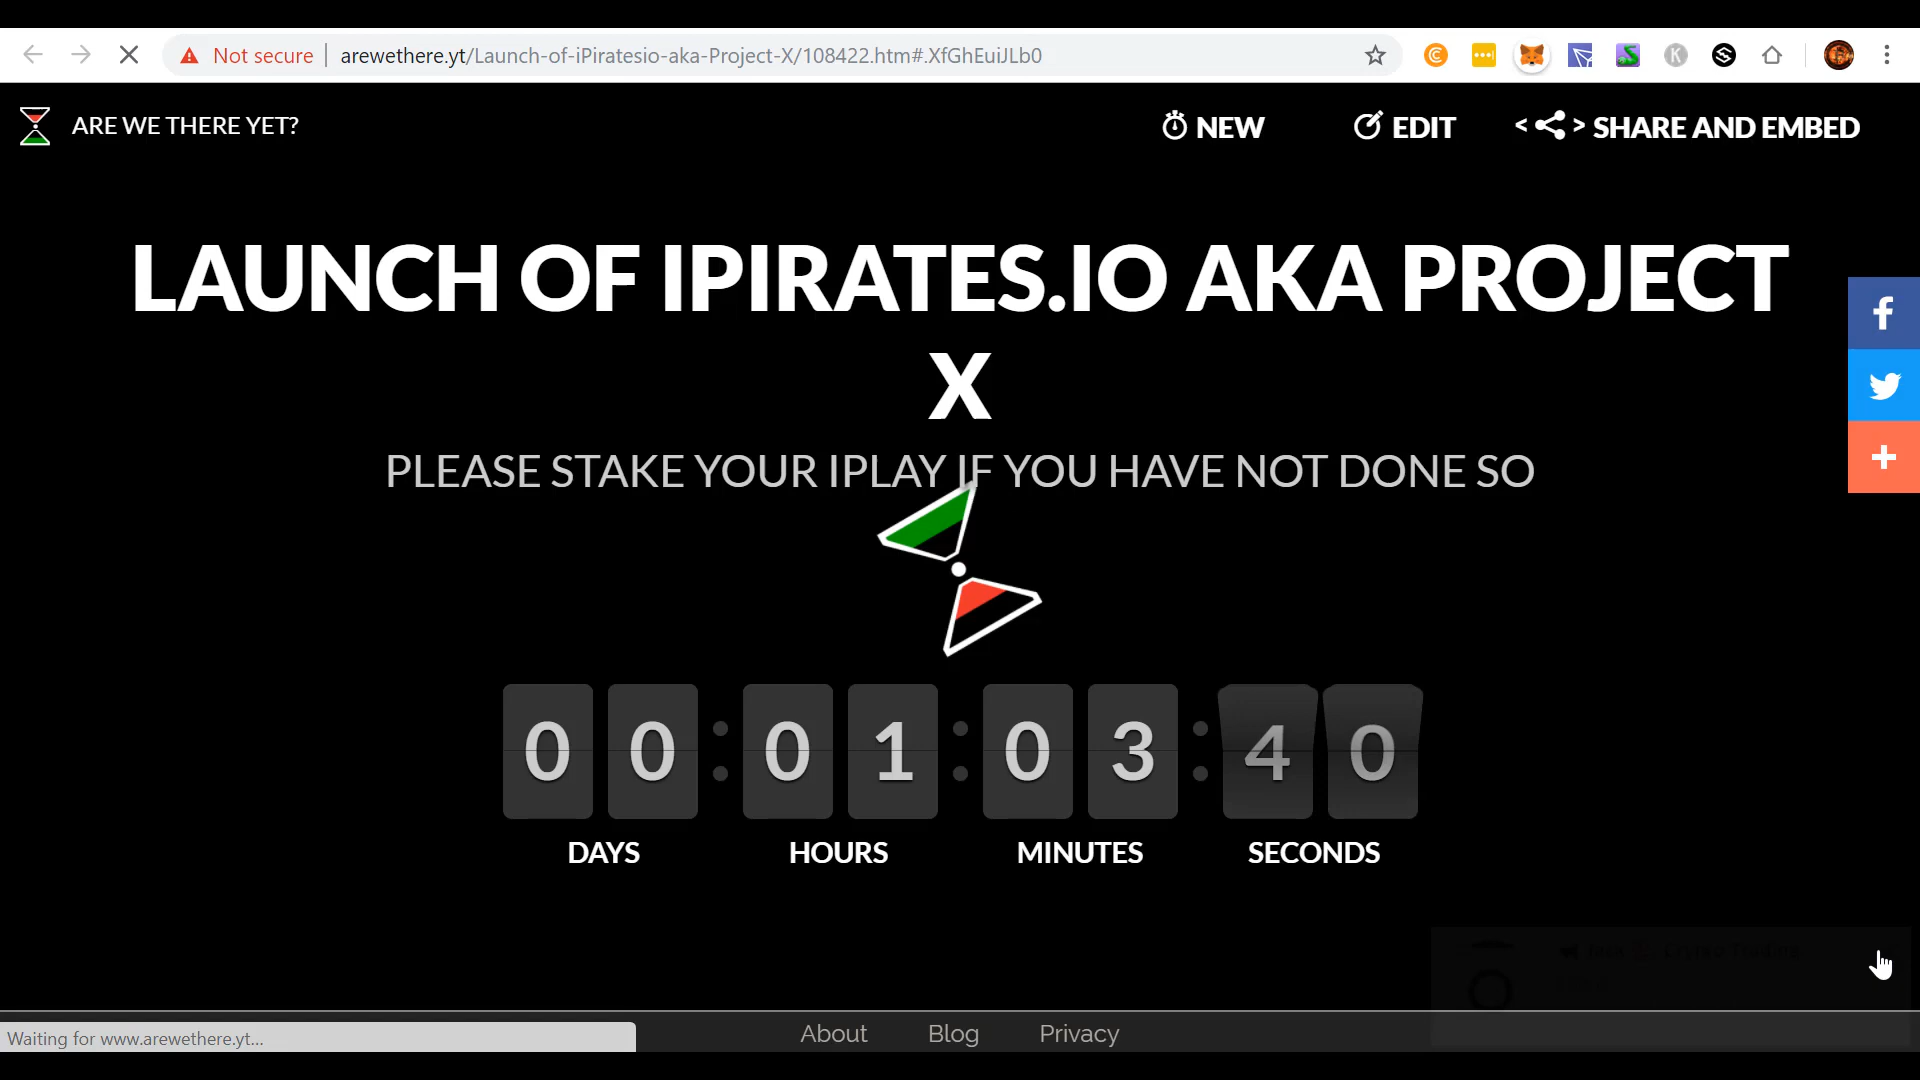 Not secure | arewethere.yt/Launch-of-iPiratesio-aka-Project-X/108422.htm#.XfGhEuiJLb0
ARE WE THERE YET?
NEW
EDIT
< > SHARE AND EMBED
LAUNCH OF IPIRATES.IO AKA PROJECT
X
PLEASE STAKE YOUR IPLAY IF YOU HAVE NOT DONE SO
0 0 : 0 1 : 0 3 : 4 0
DAYS HOURS MINUTES SECONDS
Waiting for www.arewethere.yt...
About Blog Privacy